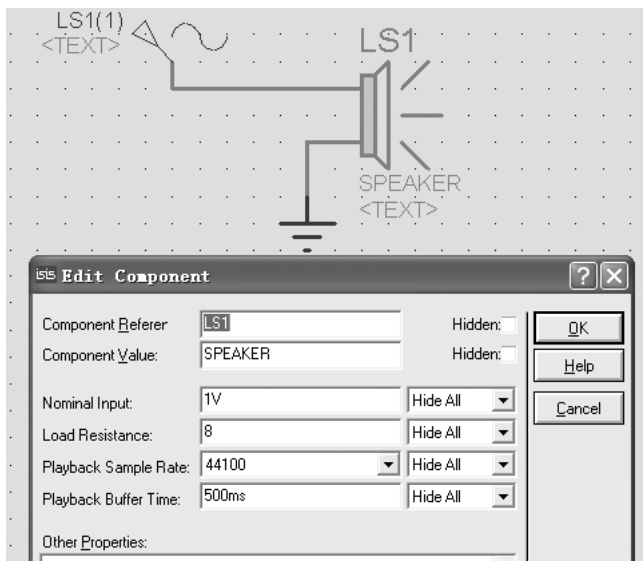 LS1(1)
<TEXT>
LS1
SPEAKER
<TEXT>
isis Edit Component
Component Referer LS1 Hidden: OK
Component Value: SPEAKER Hidden: Help
Nominal Input: 1V Hide All Cancel
Load Resistance: 8 Hide All
Playback Sample Rate: 44100 Hide All
Playback Buffer Time: 500ms Hide All
Other Properties: